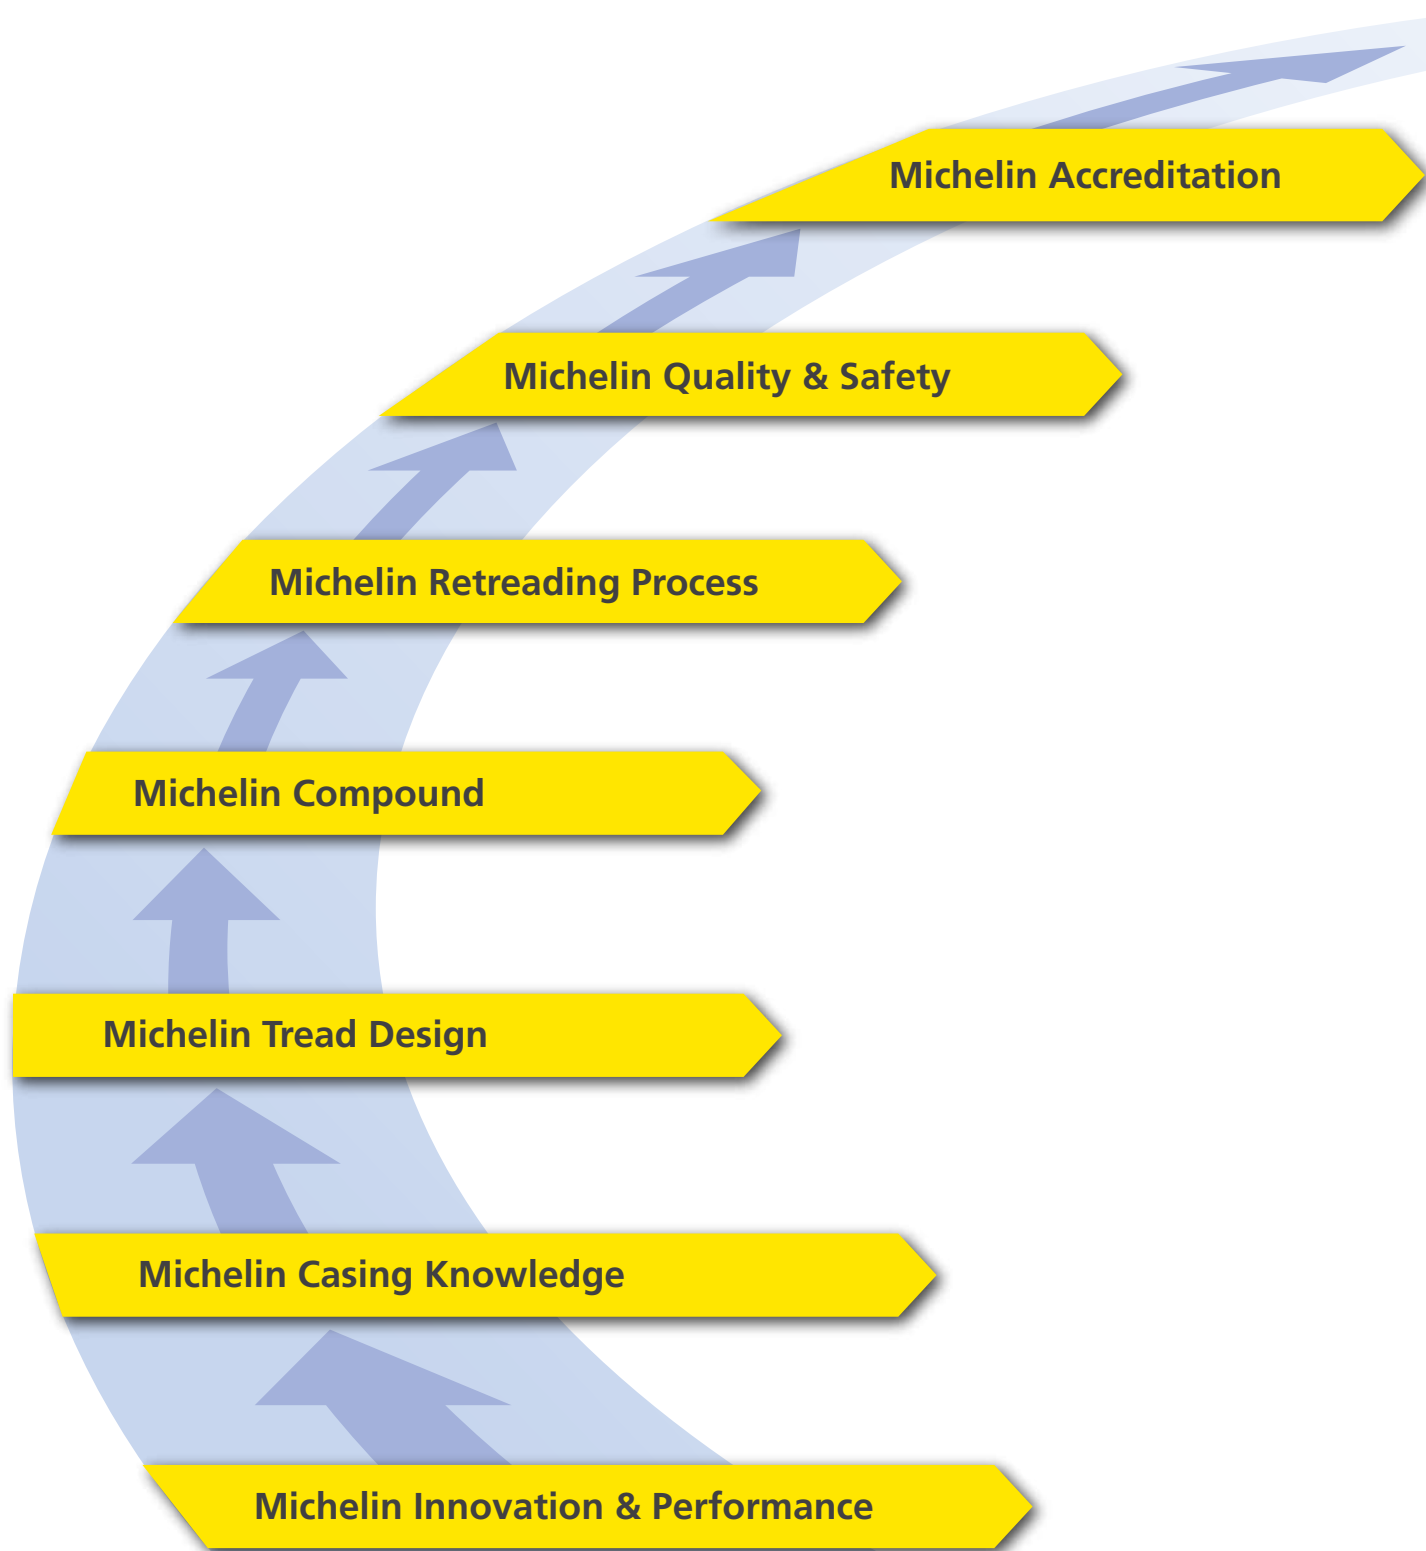 Michelin Accreditation
Michelin Quality & Safety
Michelin Retreading Process
Michelin Compound
Michelin Tread Design
Michelin Casing Knowledge
Michelin Innovation & Performance